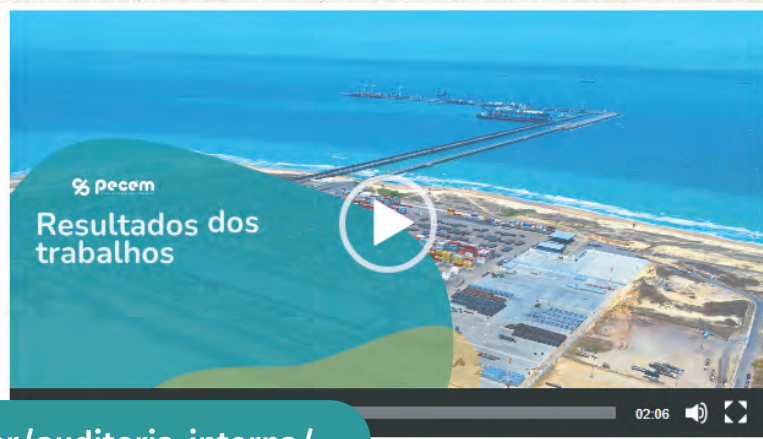 pecem
Resultados dos
trabalhos
02:06
r/auditoria-interna/